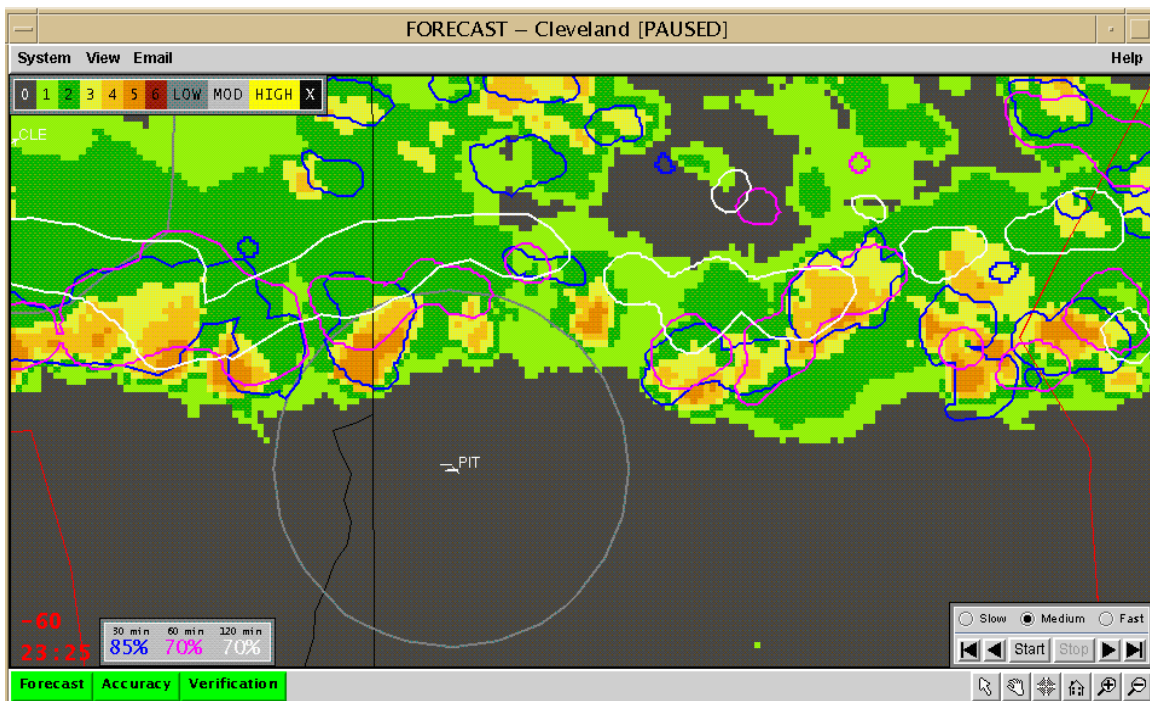 FORECAST – Cleveland [PAUSED]
System View Email Help
0 1 2 3 4 5 6 LOW MOD HIGH X
CLE
PIT
-60
23:25
30 min 60 min 120 min
85% 70% 70%
Slow Medium Fast
Start Stop
Forecast Accuracy Verification